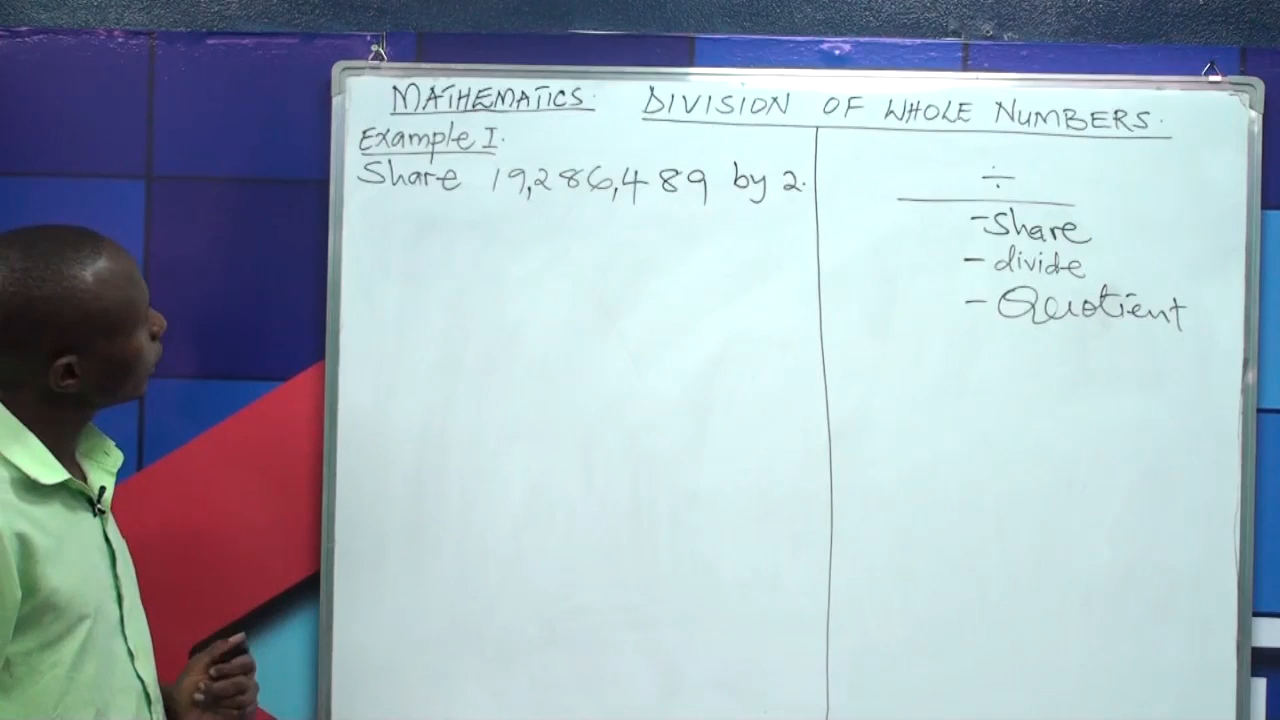 MATHEMATICS. DIVISION OF WHOLE NUMBERS.
Example I.
Share 19,286,489 by 2.
÷
- Share
- divide
- Quotient